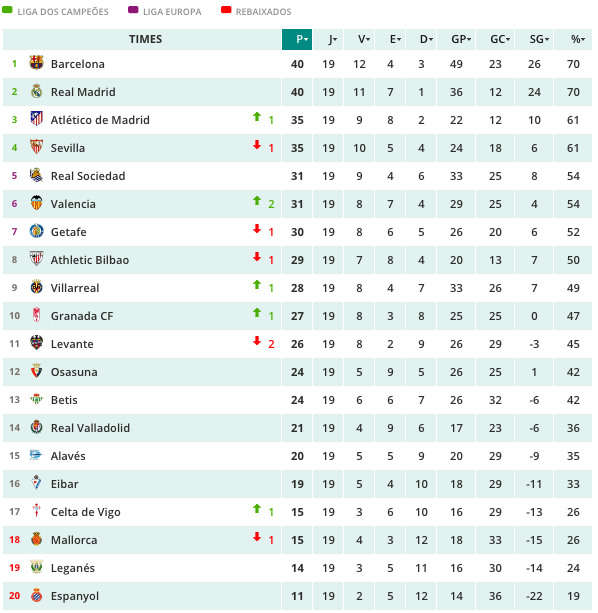 LIGA DOS CAMPEÕES LIGA EUROPA REBAIXADOS
TIMES P J V E D GP GC SG %
1 Barcelona 40 19 12 4 3 49 23 26 70
2 Real Madrid 40 19 11 7 1 36 12 24 70
3 Atlético de Madrid 1 35 19 9 8 2 22 12 10 61
4 Sevilla 1 35 19 10 5 4 24 18 6 61
5 Real Sociedad 31 19 9 4 6 33 25 8 54
6 Valencia 2 31 19 8 7 4 29 25 4 54
7 Getafe 1 30 19 8 6 5 26 20 6 52
8 Athletic Bilbao 1 29 19 7 8 4 20 13 7 50
9 Villarreal 1 28 19 8 4 7 33 26 7 49
10 Granada CF 1 27 19 8 3 8 25 25 0 47
11 Levante 2 26 19 8 2 9 26 29 -3 45
12 Osasuna 24 19 5 9 5 26 25 1 42
13 Betis 24 19 6 6 7 26 32 -6 42
14 Real Valladolid 21 19 4 9 6 17 23 -6 36
15 Alavés 20 19 5 5 9 20 29 -9 35
16 Eibar 19 19 5 4 10 18 29 -11 33
17 Celta de Vigo 1 15 19 3 6 10 16 29 -13 26
18 Mallorca 1 15 19 4 3 12 18 33 -15 26
19 Leganés 14 19 3 5 11 16 30 -14 24
20 Espanyol 11 19 2 5 12 14 36 -22 19